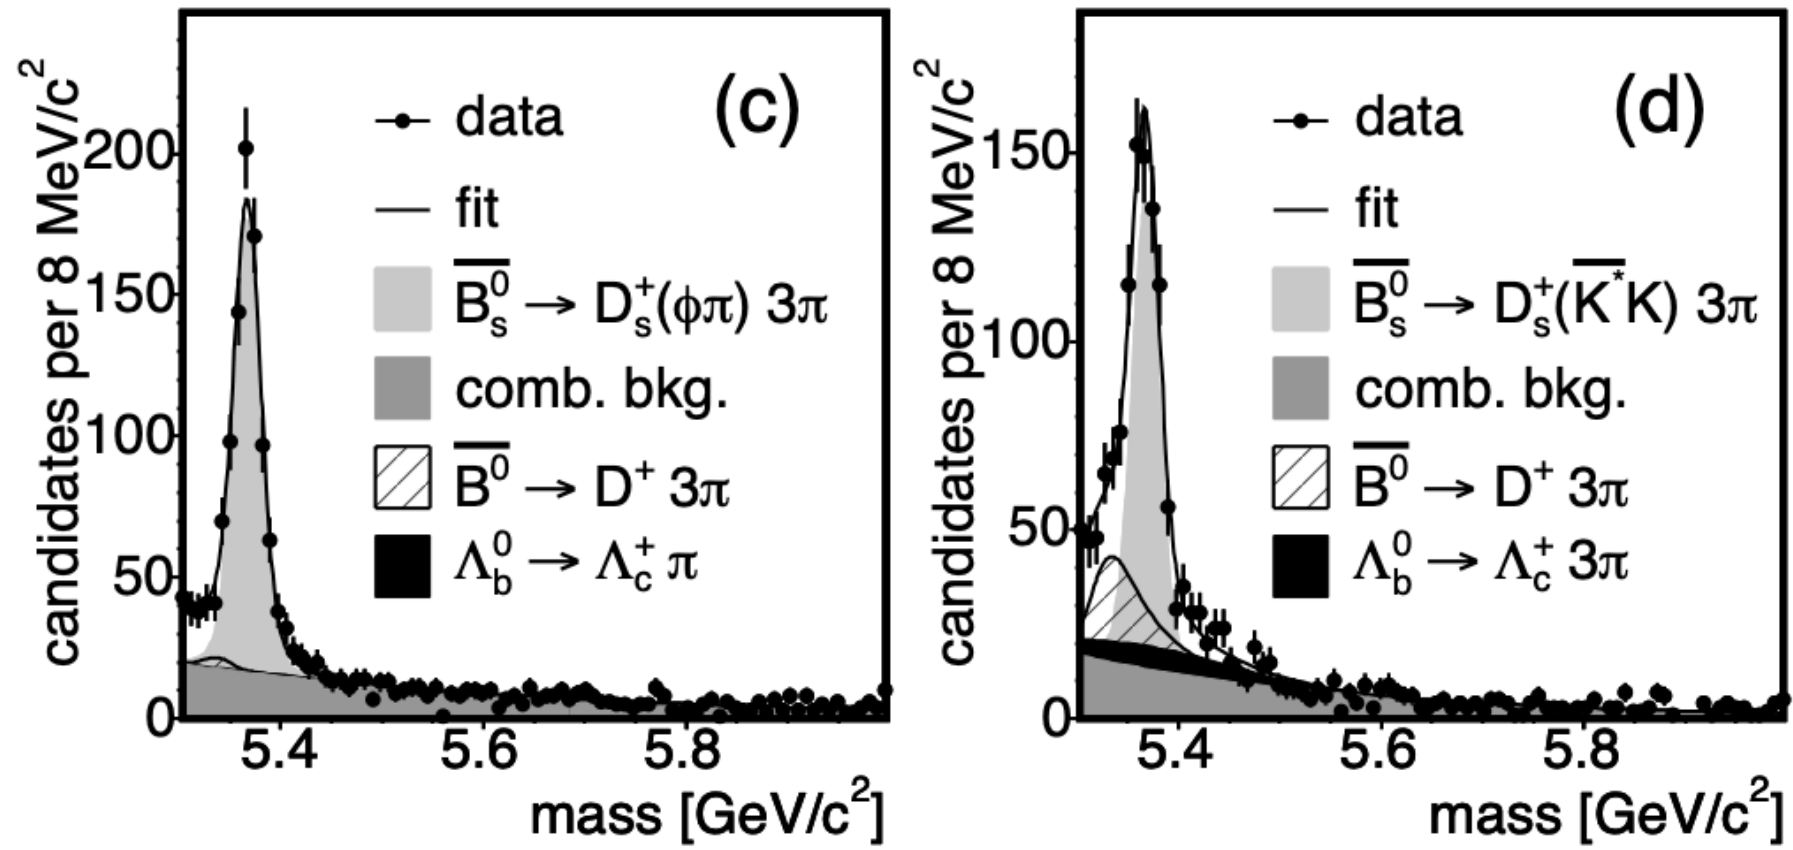 candidates per 8 MeV/c²
200
150
100
50
0
5.4 5.6 5.8
mass [GeV/c²]
(c)
data
fit
B̅⁰ₛ → D⁺ₛ(ϕπ) 3π
comb. bkg.
B̅⁰ → D⁺ 3π
Λ⁰_b → Λ⁺_c π
candidates per 8 MeV/c²
150
100
50
0
5.4 5.6 5.8
mass [GeV/c²]
(d)
data
fit
B̅⁰ₛ → D⁺ₛ(K̅*K) 3π
comb. bkg.
B̅⁰ → D⁺ 3π
Λ⁰_b → Λ⁺_c 3π